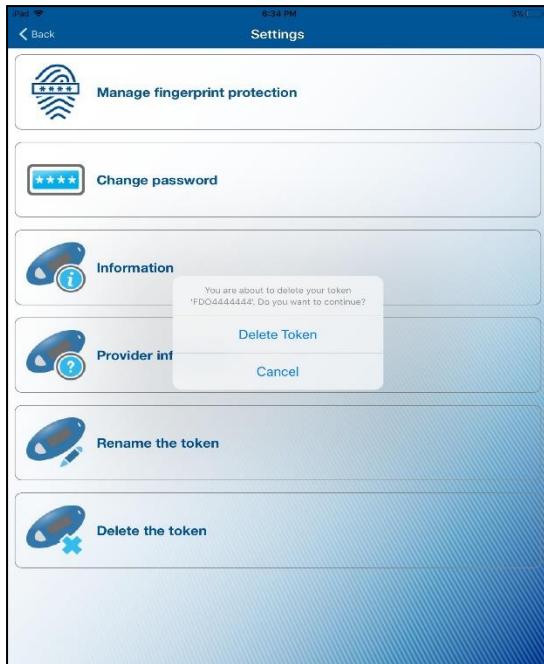 iPad 6:34 PM 3%
Back Settings
Manage fingerprint protection
****
Change password
Information
You are about to delete your token
'FDO4444444'. Do you want to continue?
Delete Token
Provider inf
Cancel
Rename the token
Delete the token